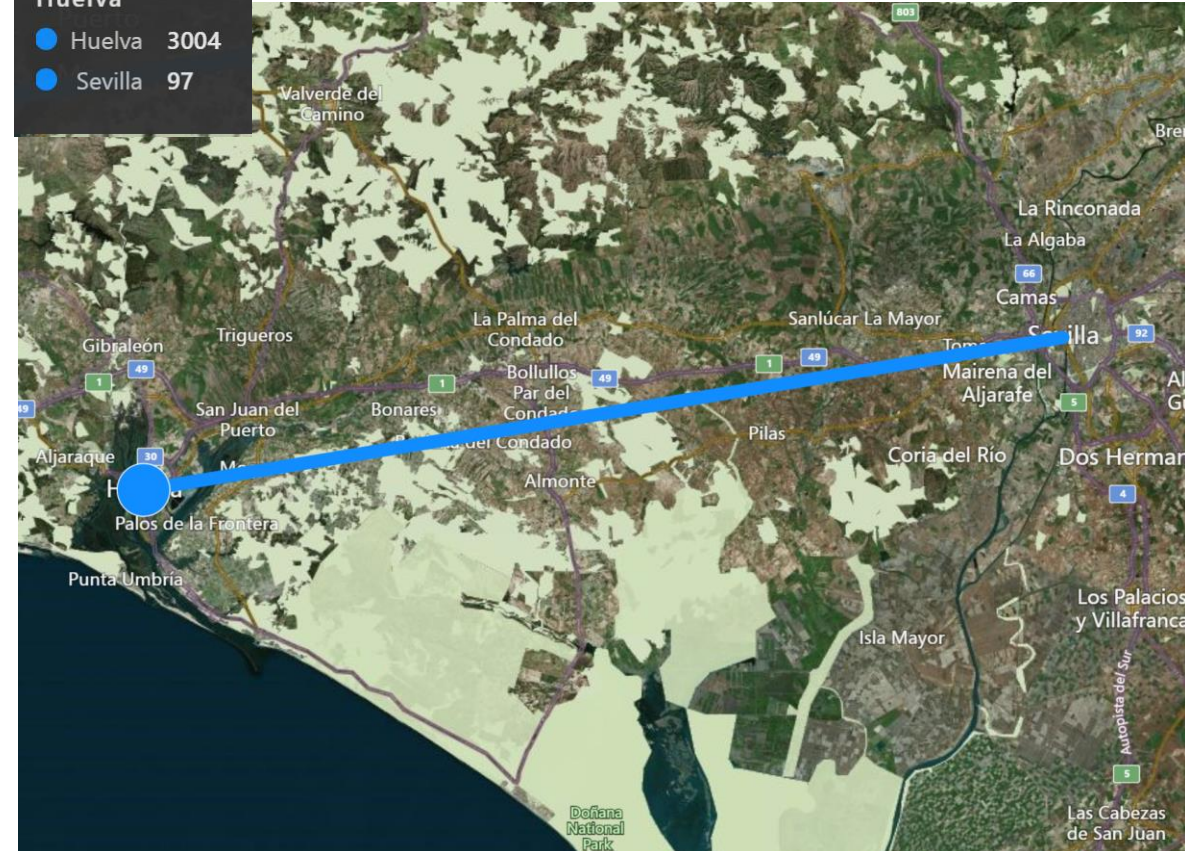 Huelva
Huelva 3004
Sevilla 97
803
Valverde del
Camino
La Rinconada
La Algaba
66
Camas
La Palma del
Condado
Sanlúcar La Mayor
Trigueros
Gibraleón
92
49
1
49
1
49
1
Mairena del
Aljarafe
Bollullos
Par del
49
San Juan del
Puerto
Bonares
5
del Condado
Pilas
Aljaraque
30
Coria del Río
Almonte
4
Palos de la Frontera
Punta Umbría
Los Palacios
y Villafranca
Isla Mayor
Autopista del Sur
5
Doñana
National
Park
Las Cabezas
de San Juan